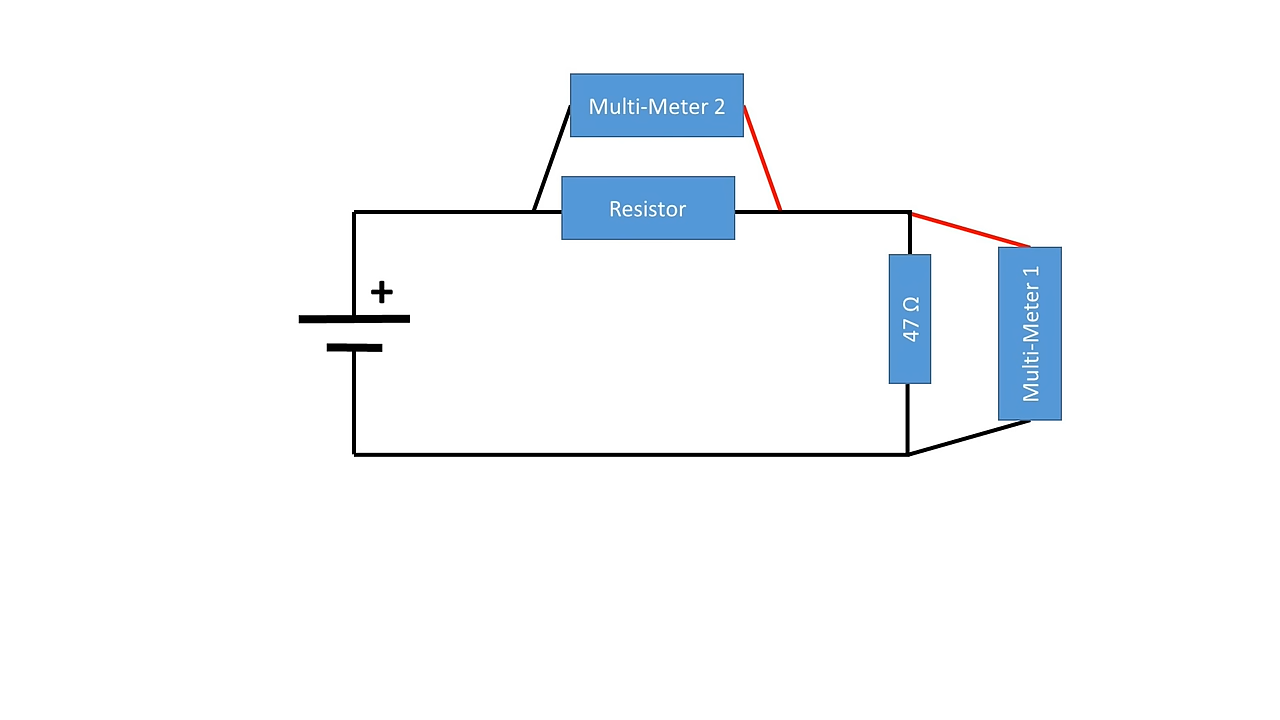 Multi-Meter 2
Resistor
+
47 Ω
Multi-Meter 1